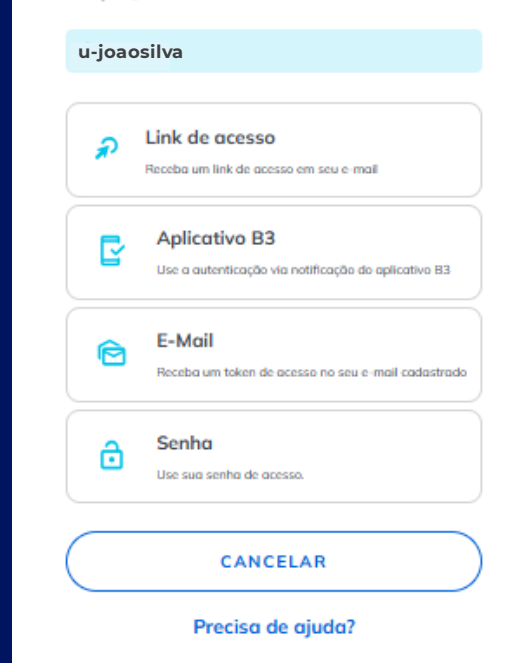 u-joaosilva
Link de acesso
Receba um link de acesso em seu e-mail
Aplicativo B3
Use a autenticação via notificação do aplicativo B3
E-Mail
Receba um token de acesso no seu e-mail cadastrado
Senha
Use sua senha de acesso.
CANCELAR
Precisa de ajuda?